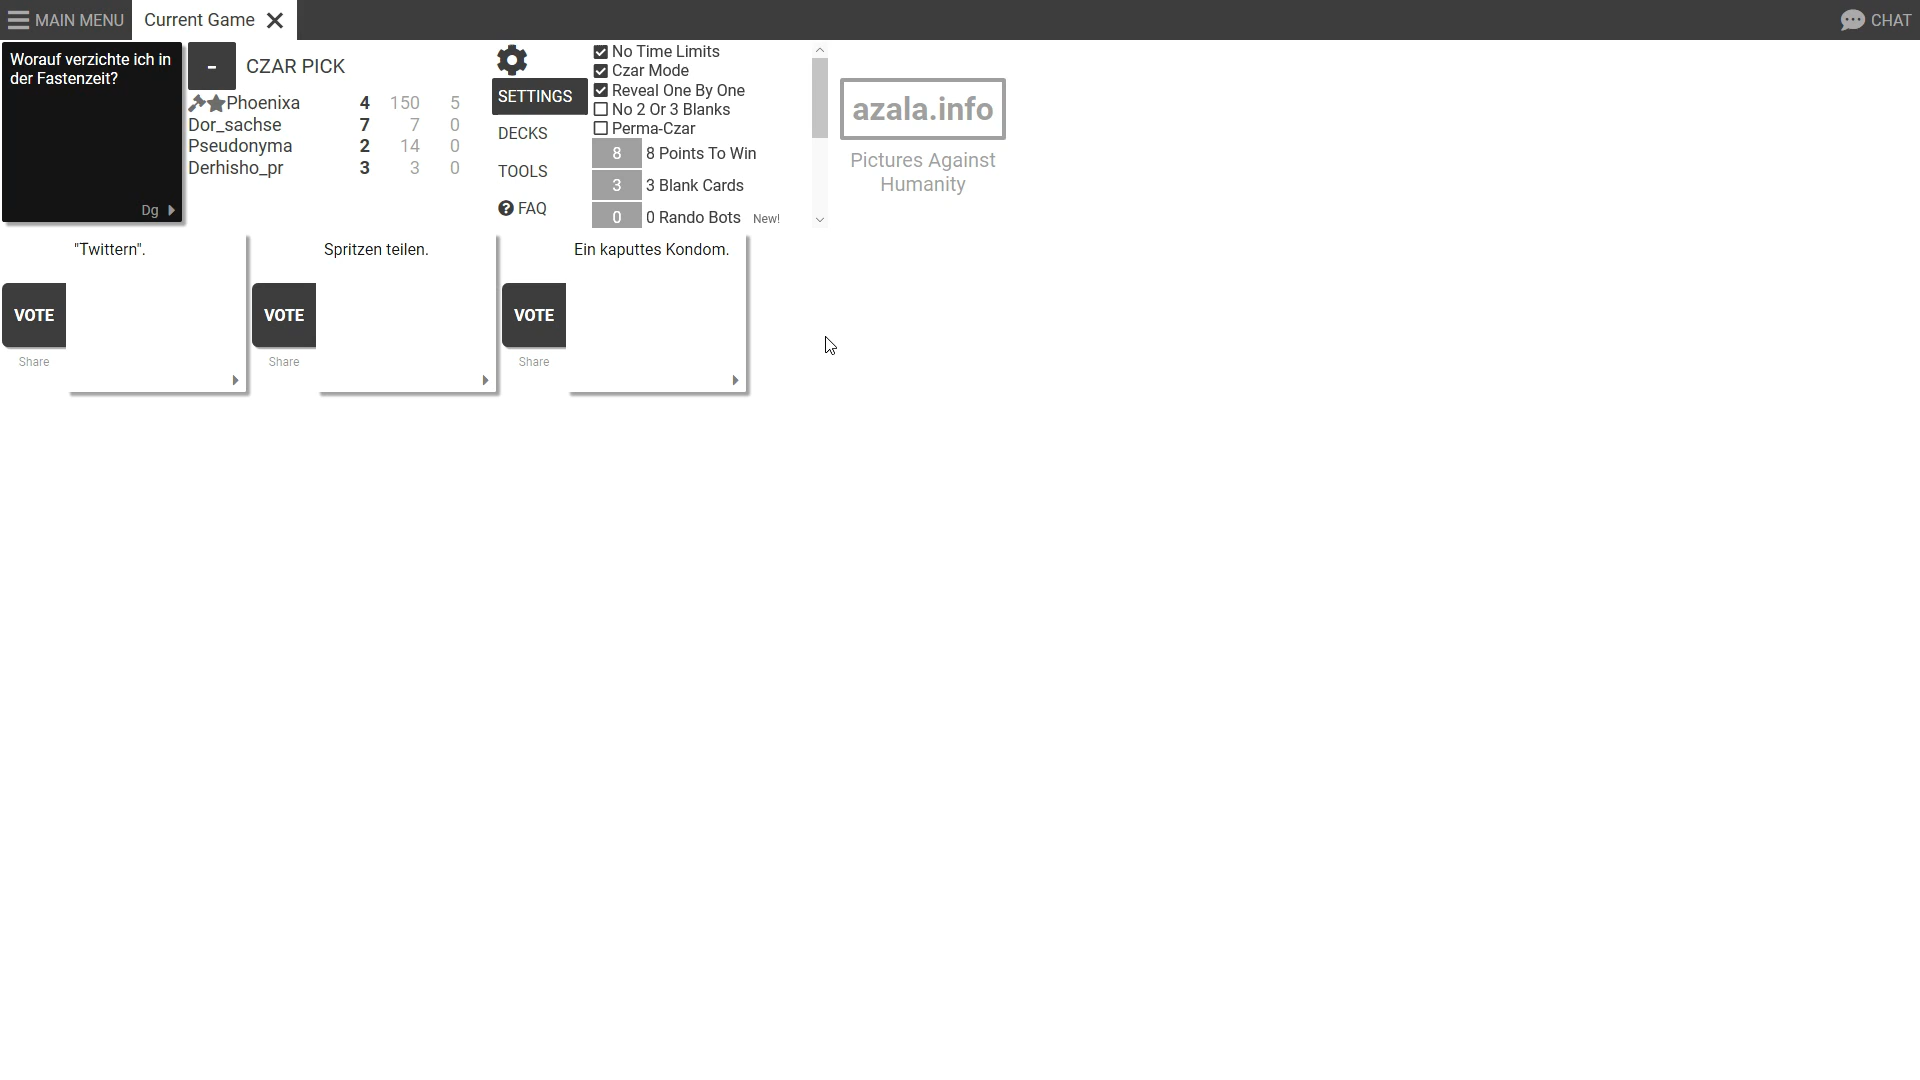 MAIN MENU
Current Game
CHAT
Worauf verzichte ich in
der Fastenzeit?
Dg
-
CZAR PICK
Phoenixa 4 150 5
Dor_sachse 7 7 0
Pseudonyma 2 14 0
Derhisho_pr 3 3 0
SETTINGS
DECKS
TOOLS
? FAQ
No Time Limits
Czar Mode
Reveal One By One
No 2 Or 3 Blanks
Perma-Czar
8 8 Points To Win
3 3 Blank Cards
0 0 Rando Bots New!
azala.info
Pictures Against
Humanity
"Twittern".
VOTE
Share
Spritzen teilen.
VOTE
Share
Ein kaputtes Kondom.
VOTE
Share